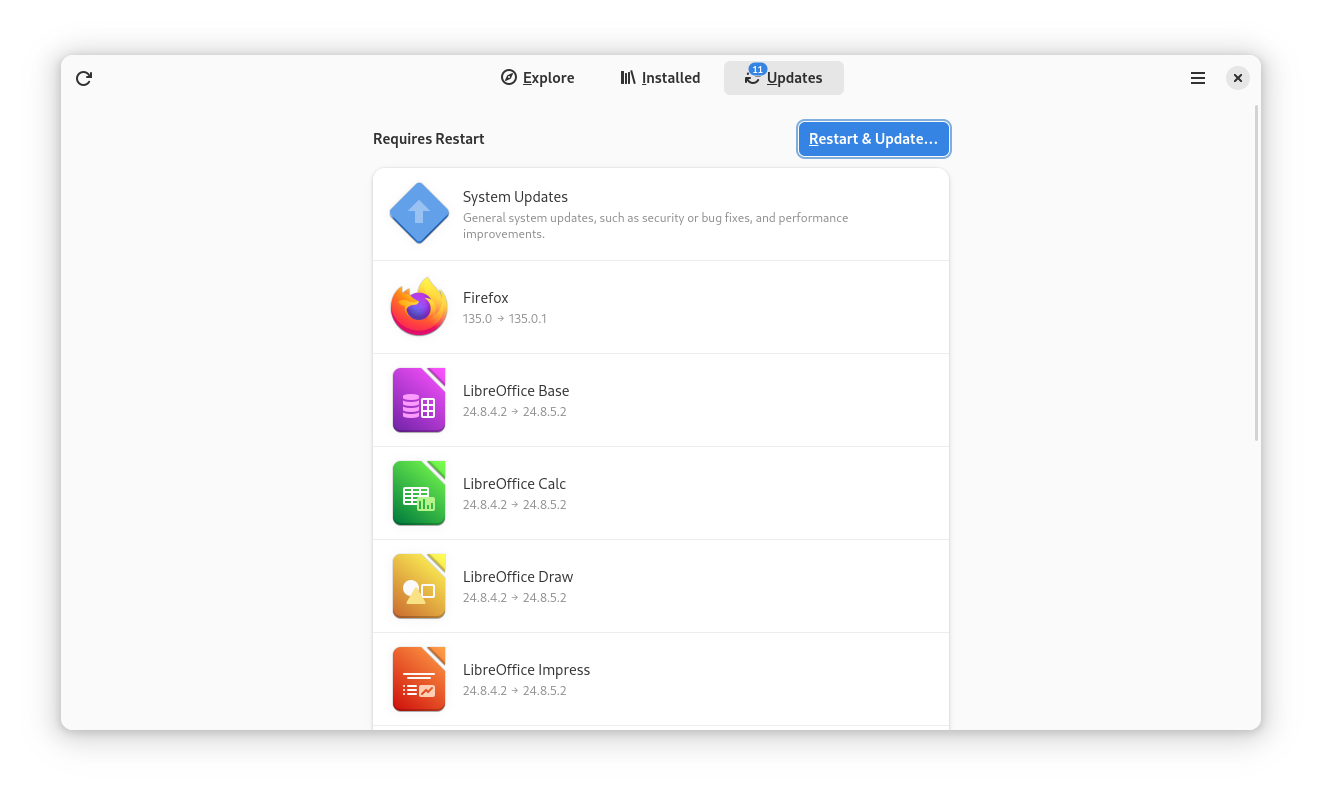 Explore
Installed
11
Updates
Requires Restart
Restart & Update…
System Updates
General system updates, such as security or bug fixes, and performance
improvements.
Firefox
135.0 → 135.0.1
LibreOffice Base
24.8.4.2 → 24.8.5.2
LibreOffice Calc
24.8.4.2 → 24.8.5.2
LibreOffice Draw
24.8.4.2 → 24.8.5.2
LibreOffice Impress
24.8.4.2 → 24.8.5.2